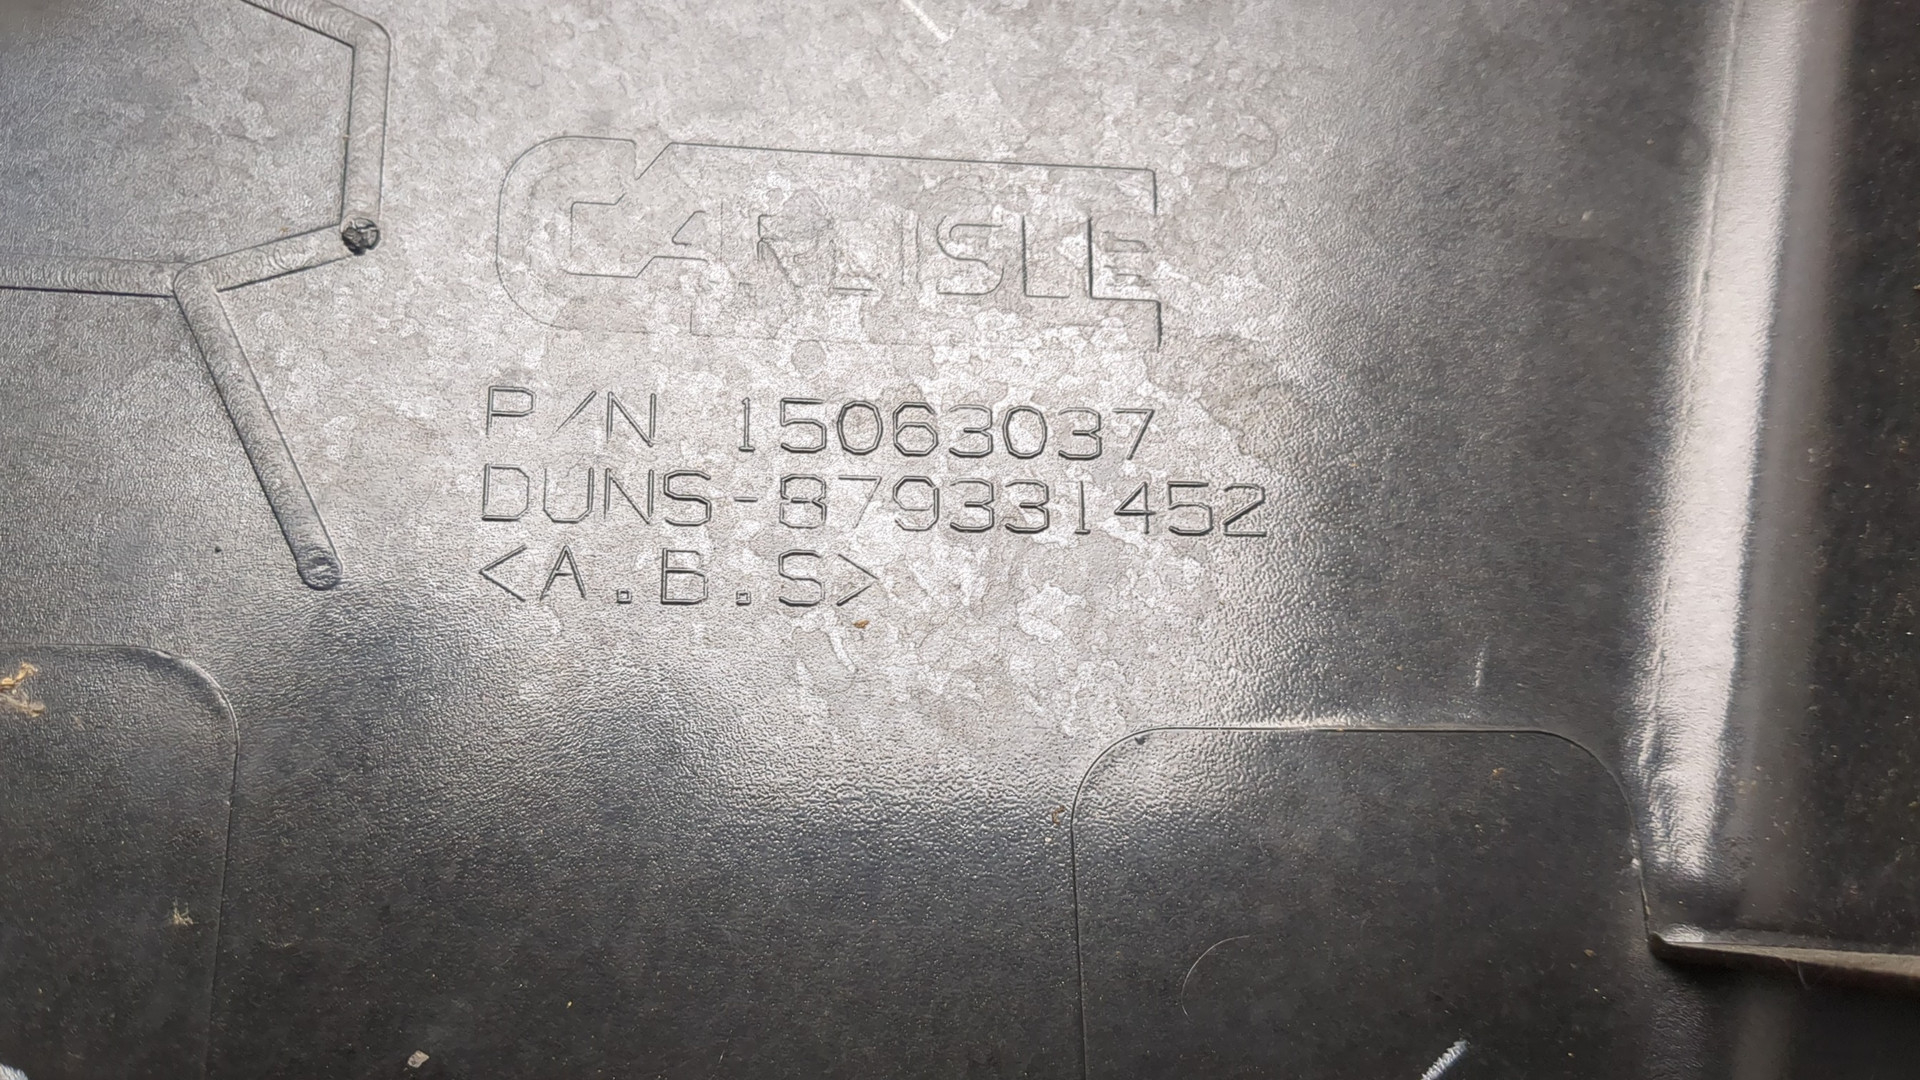 CARLISLE
P/N 15063037
DUNS-879331452
<A.B.S>